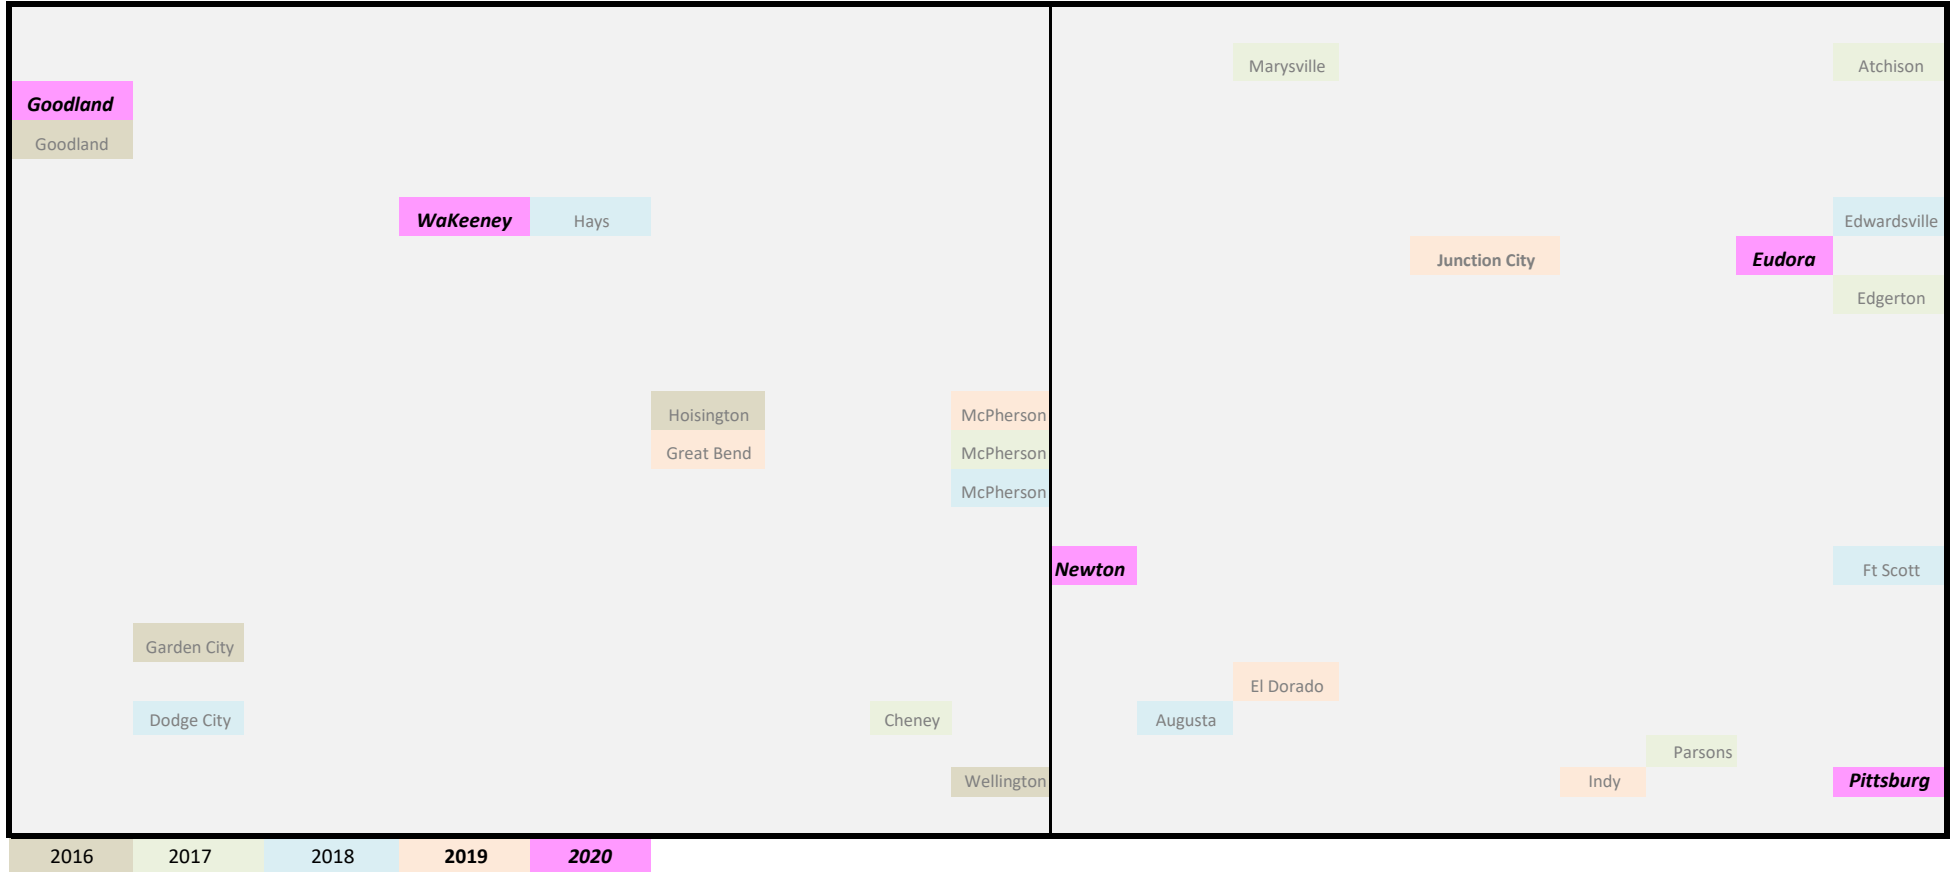 Marysville Atchison
Goodland
Goodland
WaKeeney Hays Edwardsville
Junction City Eudora
Edgerton
Hoisington McPherson
Great Bend McPherson
McPherson
Newton Ft Scott
Garden City
El Dorado
Dodge City Cheney Augusta
Parsons
Wellington Indy Pittsburg
2016 2017 2018 2019 2020